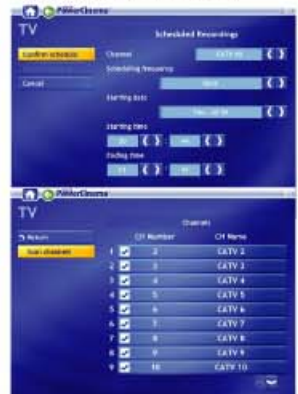 PowerCinema
TV
Scheduled Recordings
Confirm schedule
Channel
Scheduling frequency
Cancel
Starting date
Starting time
Ending time
PowerCinema
TV
Channels
Return
CH Number CH Name
Scan channels
1 2 CATV 2
2 3 CATV 3
3 4 CATV 4
4 5 CATV 5
5 6 CATV 6
6 7 CATV 7
7 8 CATV 8
8 9 CATV 9
9 10 CATV 10